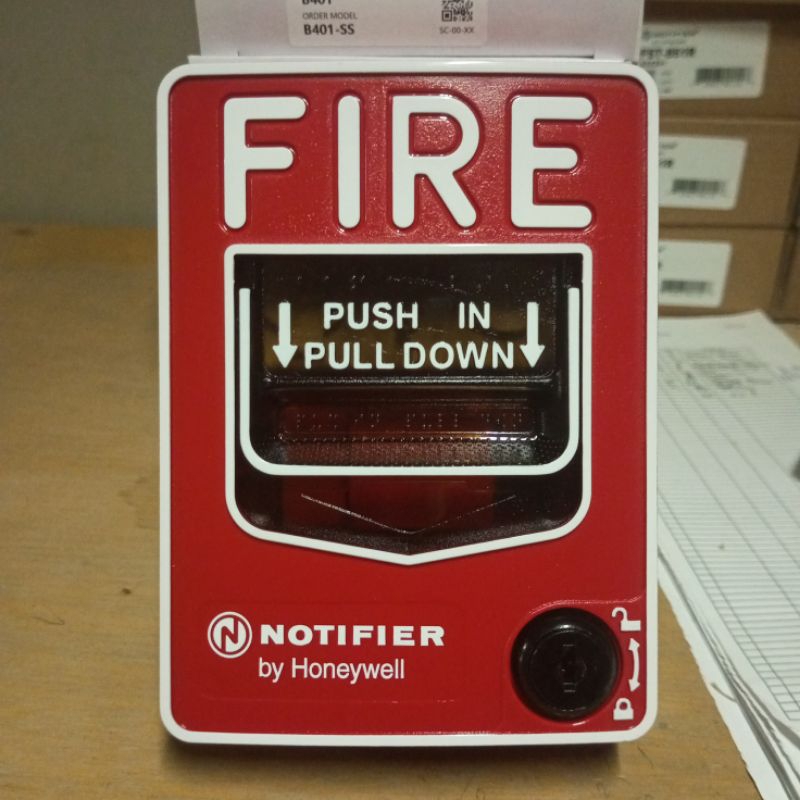 B401
ORDER MODEL
B401-SS
SC-00-XX
FIRE
PUSH IN
PULL DOWN
NOTIFIER
by Honeywell